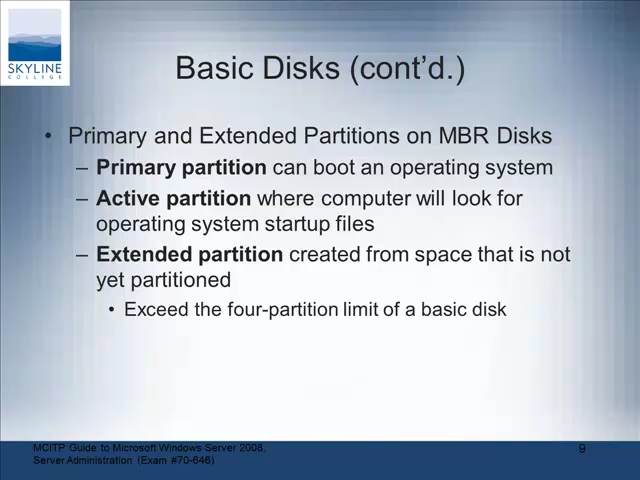 SKYLINE
COLLEGE
Basic Disks (cont’d.)
• Primary and Extended Partitions on MBR Disks
– Primary partition can boot an operating system
– Active partition where computer will look for
operating system startup files
– Extended partition created from space that is not
yet partitioned
• Exceed the four-partition limit of a basic disk
MCITP Guide to Microsoft Windows Server 2008,
Server Administration (Exam #70-646)
9